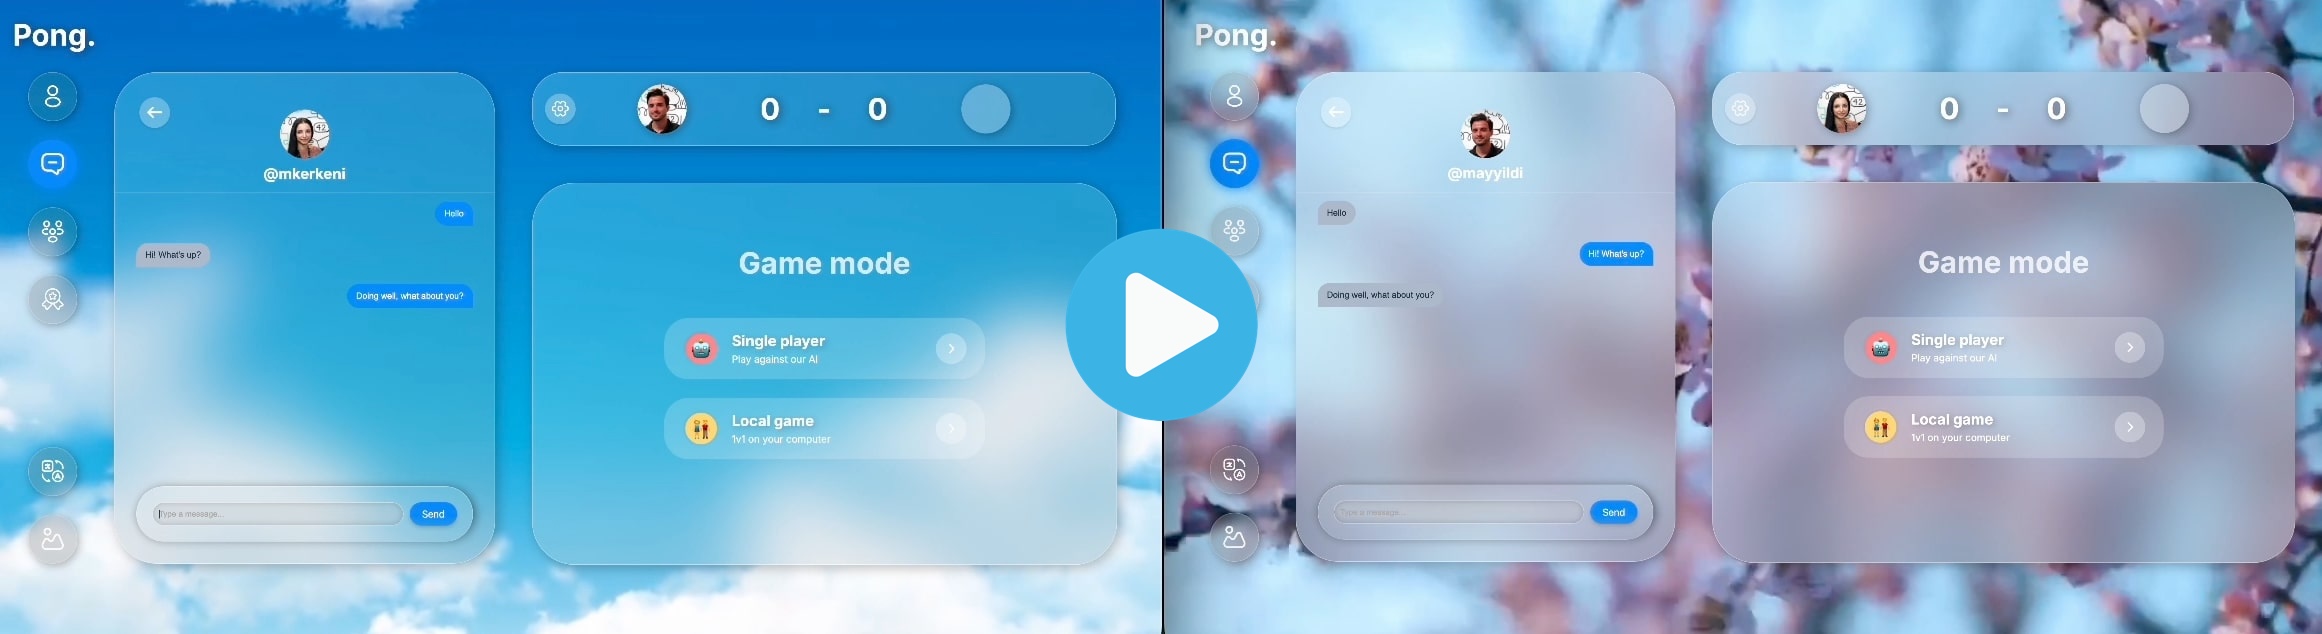 Pong.
@mkerkeni
Hello
Hi! What's up?
Doing well, what about you?
Type a message...
Send
0 - 0
Game mode
Single player
Play against our AI
Local game
1v1 on your computer
Pong.
@mayyildi
Hello
Hi! What's up?
Doing well, what about you?
Type a message...
Send
0 - 0
Game mode
Single player
Play against our AI
Local game
1v1 on your computer